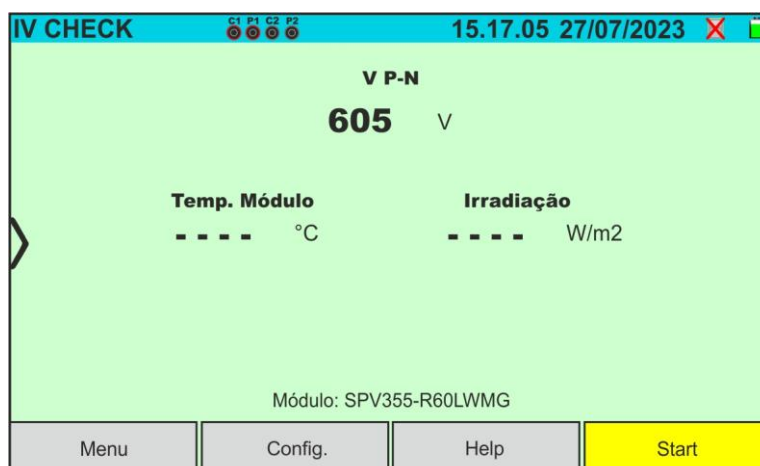 IV CHECK C1 P1 C2 P2 15.17.05 27/07/2023
V P-N
605 V
Temp. Módulo Irradiação
- - - - °C - - - - W/m2
Módulo: SPV355-R60LWMG
Menu Config. Help Start